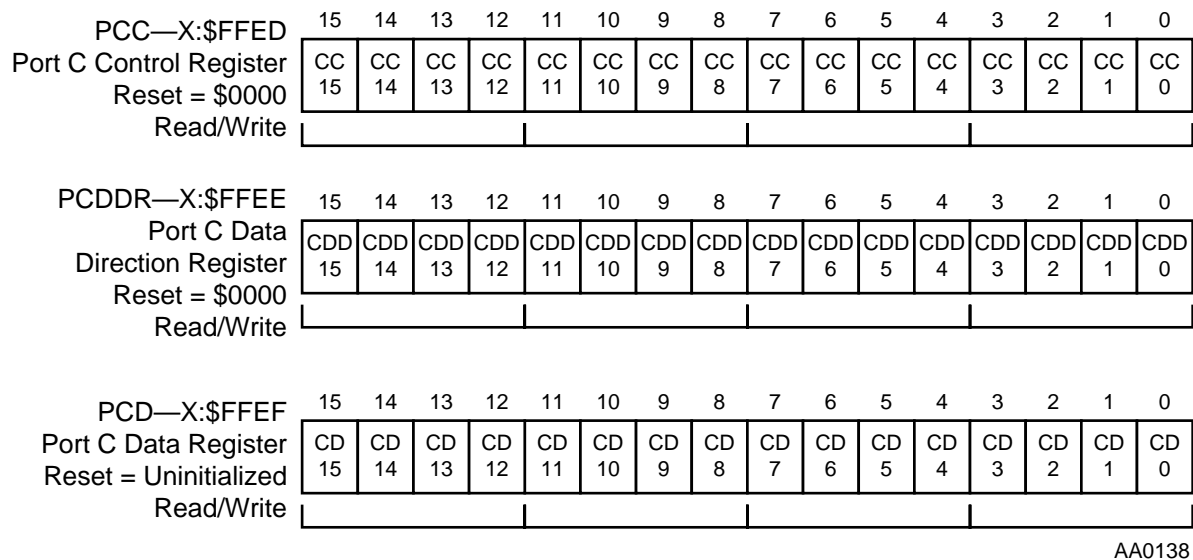 PCC—X:$FFED
Port C Control Register
Reset = $0000
Read/Write
15 14 13 12 11 10 9 8 7 6 5 4 3 2 1 0
CC CC CC CC CC CC CC CC CC CC CC CC CC CC CC CC
15 14 13 12 11 10 9 8 7 6 5 4 3 2 1 0
PCDDR—X:$FFEE
Port C Data
Direction Register
Reset = $0000
Read/Write
15 14 13 12 11 10 9 8 7 6 5 4 3 2 1 0
CDD CDD CDD CDD CDD CDD CDD CDD CDD CDD CDD CDD CDD CDD CDD CDD
15 14 13 12 11 10 9 8 7 6 5 4 3 2 1 0
PCD—X:$FFEF
Port C Data Register
Reset = Uninitialized
Read/Write
15 14 13 12 11 10 9 8 7 6 5 4 3 2 1 0
CD CD CD CD CD CD CD CD CD CD CD CD CD CD CD CD
15 14 13 12 11 10 9 8 7 6 5 4 3 2 1 0
AA0138